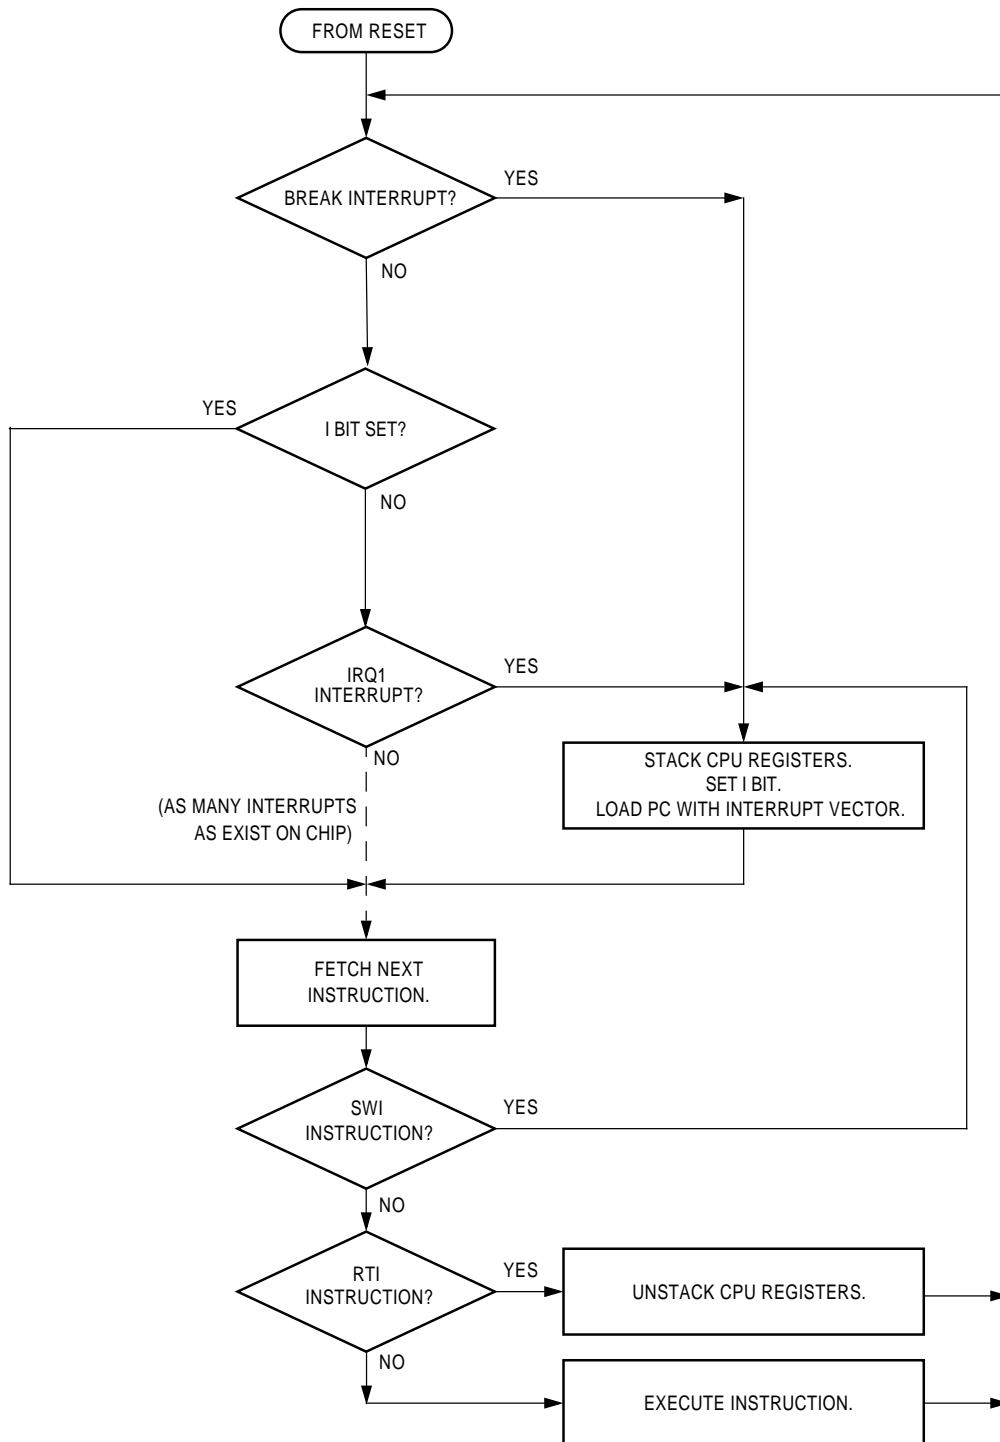 FROM RESET
BREAK INTERRUPT?
YES
NO
YES
I BIT SET?
NO
IRQ1
INTERRUPT?
YES
NO
(AS MANY INTERRUPTS
AS EXIST ON CHIP)
STACK CPU REGISTERS.
SET I BIT.
LOAD PC WITH INTERRUPT VECTOR.
FETCH NEXT
INSTRUCTION.
SWI
INSTRUCTION?
YES
NO
RTI
INSTRUCTION?
YES
UNSTACK CPU REGISTERS.
NO
EXECUTE INSTRUCTION.